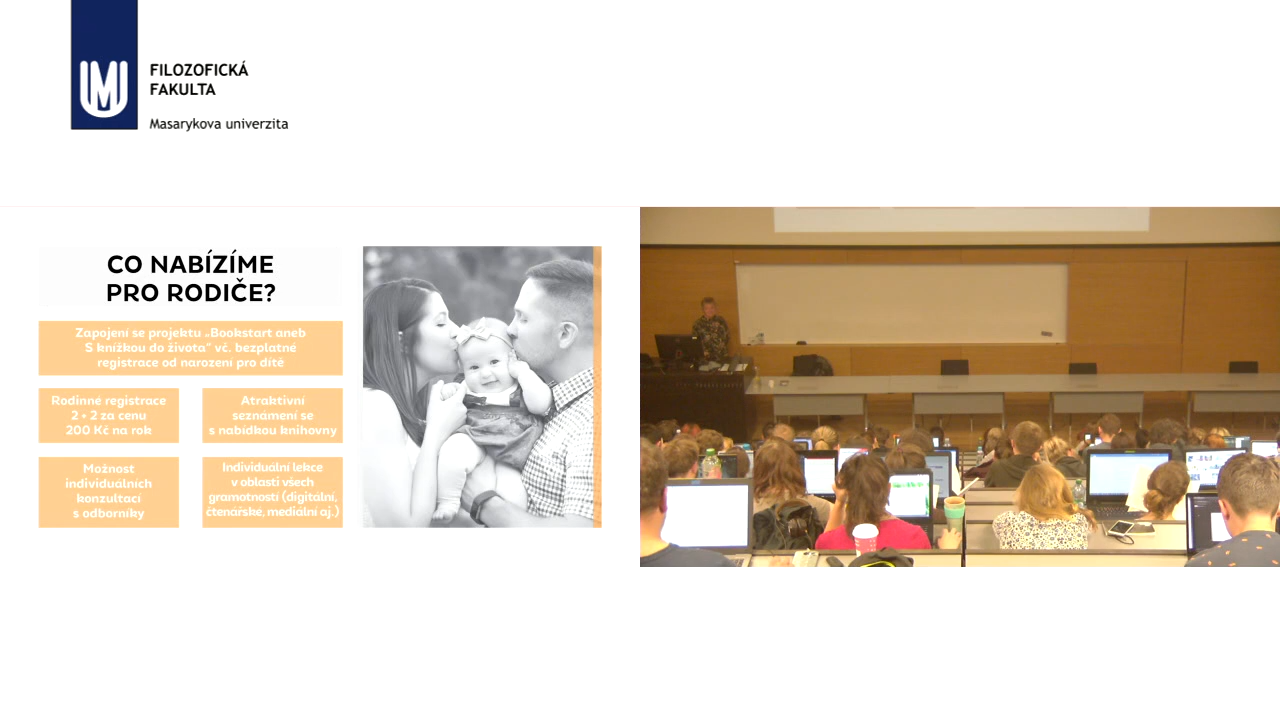 FILOZOFICKÁ
FAKULTA
Masarykova univerzita
CO NABÍZÍME
PRO RODIČE?
Zapojení se projektu „Bookstart aneb
S knížkou do života“ vč. bezplatné
registrace od narození pro dítě
Rodinné registrace
2 + 2 za cenu
200 Kč na rok
Atraktivní
seznámení se
s nabídkou knihovny
Možnost
individuálních
konzultací
s odborníky
Individuální lekce
v oblasti všech
gramotností (digitální,
čtenářské, mediální aj.)